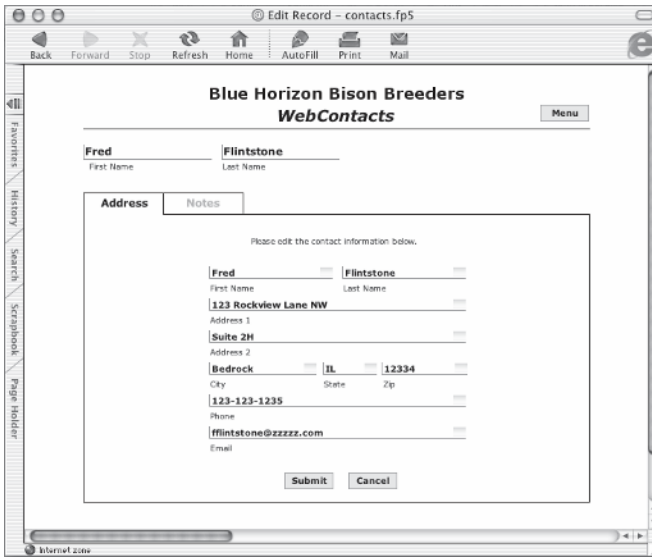 Edit Record - contacts.fp5
Back Forward Stop Refresh Home AutoFill Print Mail
Favorites
History
Search
Scrapbook
Page Holder
Blue Horizon Bison Breeders
WebContacts
Menu
Fred Flintstone
First Name Last Name
Address Notes
Please edit the contact information below.
Fred Flintstone
First Name Last Name
123 Rockview Lane NW
Address 1
Suite 2H
Address 2
Bedrock IL 12334
City State Zip
123-123-1235
Phone
fflintstone@zzzzz.com
Email
Submit Cancel
Internet zone